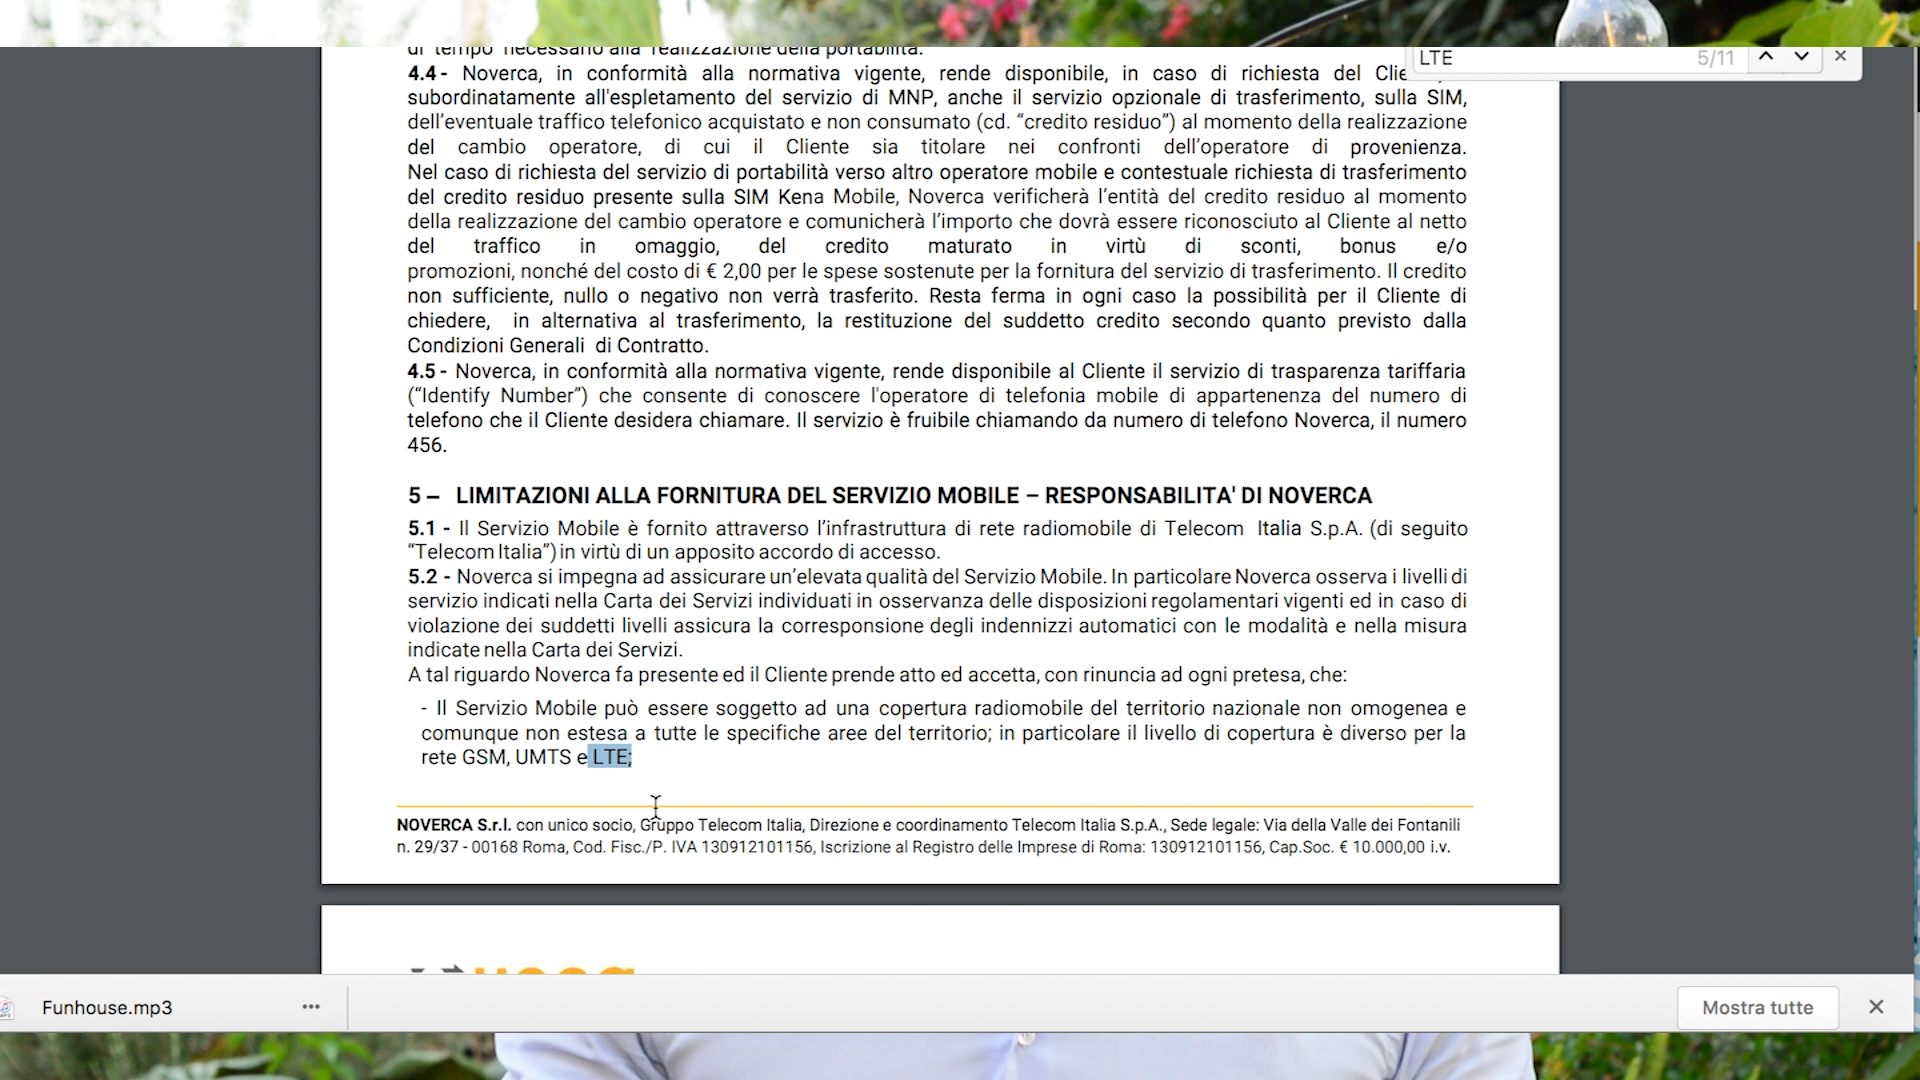 di tempo necessario alla realizzazione della portabilità.
LTE 5/11
4.4 - Noverca, in conformità alla normativa vigente, rende disponibile, in caso di richiesta del
subordinatamente all'espletamento del servizio di MNP, anche il servizio opzionale di trasferimento, sulla SIM,
dell'eventuale traffico telefonico acquistato e non consumato (cd. “credito residuo”) al momento della realizzazione
del cambio operatore, di cui il Cliente sia titolare nei confronti dell'operatore di provenienza.
Nel caso di richiesta del servizio di portabilità verso altro operatore mobile e contestuale richiesta di trasferimento
del credito residuo presente sulla SIM Kena Mobile, Noverca verificherà l'entità del credito residuo al momento
della realizzazione del cambio operatore e comunicherà l'importo che dovrà essere riconosciuto al Cliente al netto
del traffico in omaggio, del credito maturato in virtù di sconti, bonus e/o
promozioni, nonché del costo di € 2,00 per le spese sostenute per la fornitura del servizio di trasferimento. Il credito
non sufficiente, nullo o negativo non verrà trasferito. Resta ferma in ogni caso la possibilità per il Cliente di
chiedere, in alternativa al trasferimento, la restituzione del suddetto credito secondo quanto previsto dalla
Condizioni Generali di Contratto.
4.5 - Noverca, in conformità alla normativa vigente, rende disponibile al Cliente il servizio di trasparenza tariffaria
(“Identify Number”) che consente di conoscere l'operatore di telefonia mobile di appartenenza del numero di
telefono che il Cliente desidera chiamare. Il servizio è fruibile chiamando da numero di telefono Noverca, il numero
456.
5 – LIMITAZIONI ALLA FORNITURA DEL SERVIZIO MOBILE – RESPONSABILITA' DI NOVERCA
5.1 - Il Servizio Mobile è fornito attraverso l'infrastruttura di rete radiomobile di Telecom Italia S.p.A. (di seguito
“Telecom Italia”) in virtù di un apposito accordo di accesso.
5.2 - Noverca si impegna ad assicurare un'elevata qualità del Servizio Mobile. In particolare Noverca osserva i livelli di
servizio indicati nella Carta dei Servizi individuati in osservanza delle disposizioni regolamentari vigenti ed in caso di
violazione dei suddetti livelli assicura la corresponsione degli indennizzi automatici con le modalità e nella misura
indicate nella Carta dei Servizi.
A tal riguardo Noverca fa presente ed il Cliente prende atto ed accetta, con rinuncia ad ogni pretesa, che:
- Il Servizio Mobile può essere soggetto ad una copertura radiomobile del territorio nazionale non omogenea e
comunque non estesa a tutte le specifiche aree del territorio; in particolare il livello di copertura è diverso per la
rete GSM, UMTS e LTE;
NOVERCA S.r.l. con unico socio, Gruppo Telecom Italia, Direzione e coordinamento Telecom Italia S.p.A., Sede legale: Via della Valle dei Fontanili
n. 29/37 - 00168 Roma, Cod. Fisc./P. IVA 130912101156, Iscrizione al Registro delle Imprese di Roma: 130912101156, Cap.Soc. € 10.000,00 i.v.
Funhouse.mp3
Mostra tutte